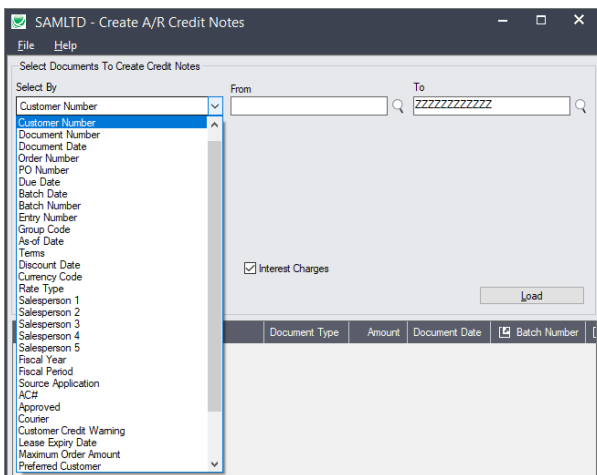 SAMLTD - Create A/R Credit Notes
File Help
Select Documents To Create Credit Notes
Select By
From
To
Customer Number
ZZZZZZZZZZZZ
Customer Number
Document Number
Document Date
Order Number
PO Number
Due Date
Batch Date
Batch Number
Entry Number
Group Code
As-of Date
Terms
Discount Date
Currency Code
Rate Type
Salesperson 1
Salesperson 2
Salesperson 3
Salesperson 4
Salesperson 5
Fiscal Year
Fiscal Period
Source Application
AC#
Approved
Courier
Customer Credit Warning
Lease Expiry Date
Maximum Order Amount
Preferred Customer
Interest Charges
Load
Document Type Amount Document Date Batch Number